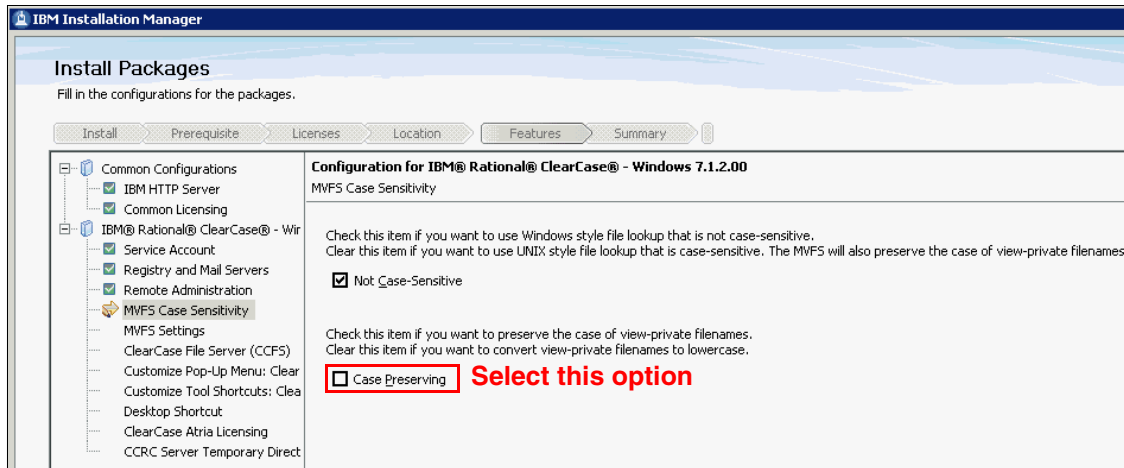 IBM Installation Manager
Install Packages
Fill in the configurations for the packages.
Install Prerequisite Licenses Location Features Summary
Common Configurations
IBM HTTP Server
Common Licensing
IBM® Rational® ClearCase® - Wir
Service Account
Registry and Mail Servers
Remote Administration
MVFS Case Sensitivity
MVFS Settings
ClearCase File Server (CCFS)
Customize Pop-Up Menu: Clear
Customize Tool Shortcuts: Clea
Desktop Shortcut
ClearCase Atria Licensing
CCRC Server Temporary Direct
Configuration for IBM® Rational® ClearCase® - Windows 7.1.2.00
MVFS Case Sensitivity
Check this item if you want to use Windows style file lookup that is not case-sensitive.
Clear this item if you want to use UNIX style file lookup that is case-sensitive. The MVFS will also preserve the case of view-private filenames
Not Case-Sensitive
Check this item if you want to preserve the case of view-private filenames.
Clear this item if you want to convert view-private filenames to lowercase.
Case Preserving Select this option